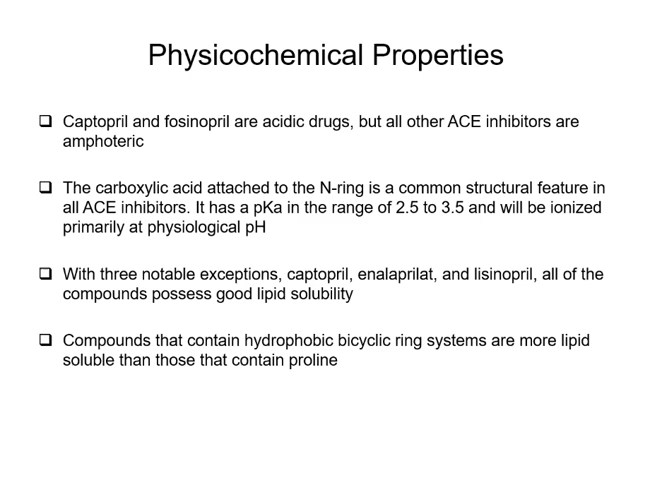 Physicochemical Properties
❑ Captopril and fosinopril are acidic drugs, but all other ACE inhibitors are
amphoteric
❑ The carboxylic acid attached to the N-ring is a common structural feature in
all ACE inhibitors. It has a pKa in the range of 2.5 to 3.5 and will be ionized
primarily at physiological pH
❑ With three notable exceptions, captopril, enalaprilat, and lisinopril, all of the
compounds possess good lipid solubility
❑ Compounds that contain hydrophobic bicyclic ring systems are more lipid
soluble than those that contain proline